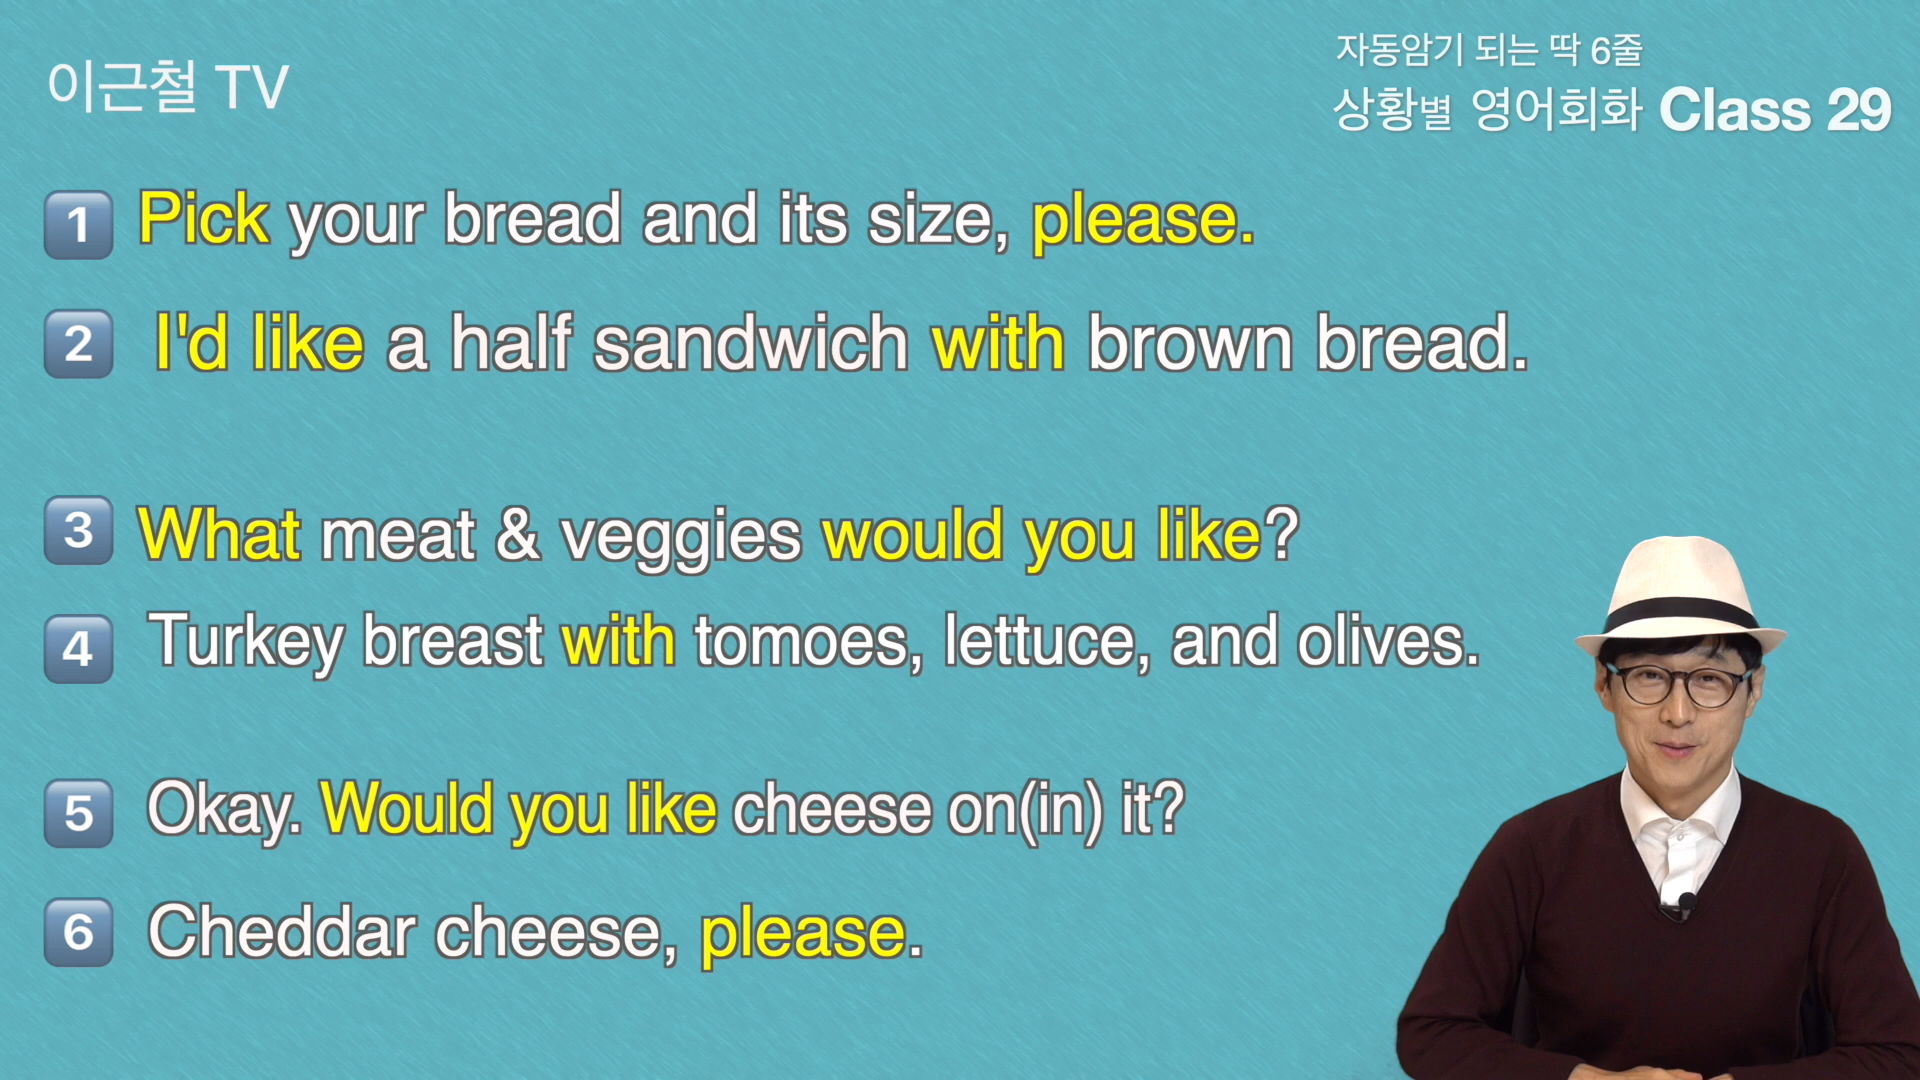 이근철 TV
자동암기 되는 딱 6줄
상황별 영어회화 Class 29
1 Pick your bread and its size, please.
2 I'd like a half sandwich with brown bread.
3 What meat & veggies would you like?
4 Turkey breast with tomoes, lettuce, and olives.
5 Okay. Would you like cheese on(in) it?
6 Cheddar cheese, please.